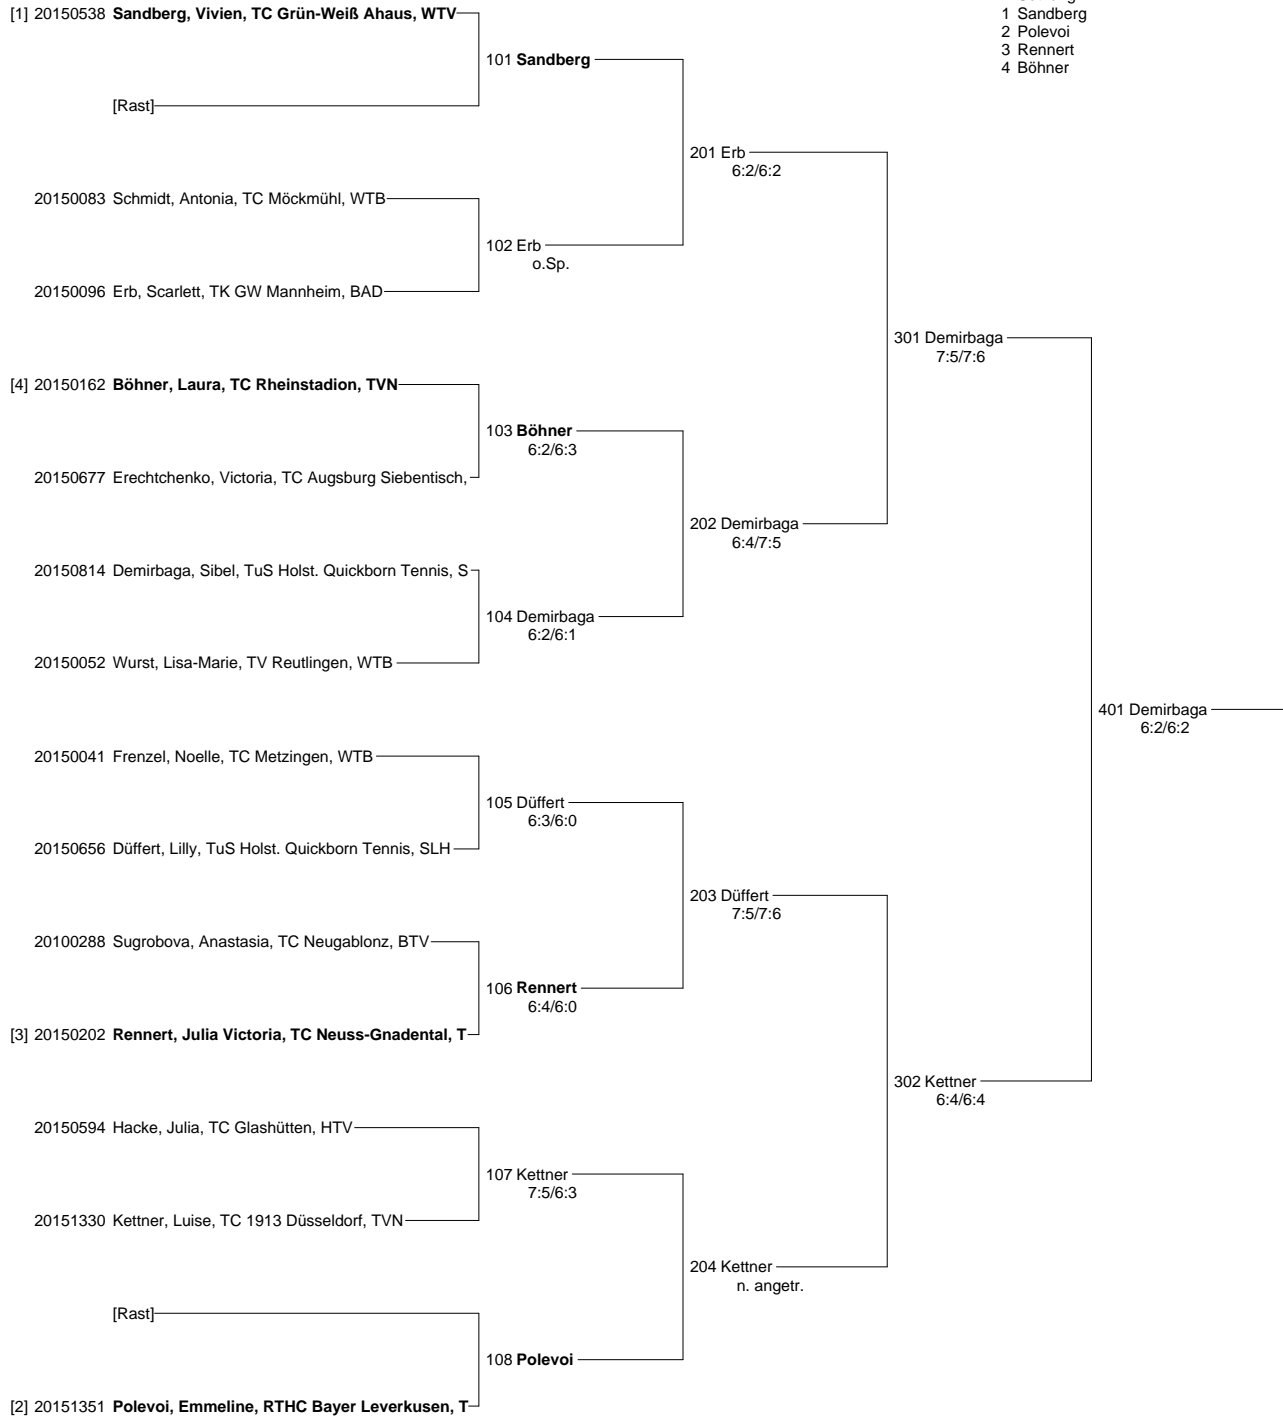 [1] 20150538 Sandberg, Vivien, TC Grün-Weiß Ahaus, WTV
1 Sandberg
2 Polevoi
3 Rennert
4 Böhner
101 Sandberg
[Rast]
201 Erb
6:2/6:2
20150083 Schmidt, Antonia, TC Möckmühl, WTB
102 Erb
o.Sp.
20150096 Erb, Scarlett, TK GW Mannheim, BAD
301 Demirbaga
7:5/7:6
[4] 20150162 Böhner, Laura, TC Rheinstadion, TVN
103 Böhner
6:2/6:3
20150677 Erechtchenko, Victoria, TC Augsburg Siebentisch,
202 Demirbaga
6:4/7:5
20150814 Demirbaga, Sibel, TuS Holst. Quickborn Tennis, S
104 Demirbaga
6:2/6:1
20150052 Wurst, Lisa-Marie, TV Reutlingen, WTB
401 Demirbaga
6:2/6:2
20150041 Frenzel, Noelle, TC Metzingen, WTB
105 Düffert
6:3/6:0
20150656 Düffert, Lilly, TuS Holst. Quickborn Tennis, SLH
203 Düffert
7:5/7:6
20100288 Sugrobova, Anastasia, TC Neugablonz, BTV
106 Rennert
6:4/6:0
[3] 20150202 Rennert, Julia Victoria, TC Neuss-Gnadental, T
302 Kettner
6:4/6:4
20150594 Hacke, Julia, TC Glashütten, HTV
107 Kettner
7:5/6:3
20151330 Kettner, Luise, TC 1913 Düsseldorf, TVN
204 Kettner
n. angetr.
[Rast]
108 Polevoi
[2] 20151351 Polevoi, Emmeline, RTHC Bayer Leverkusen, T